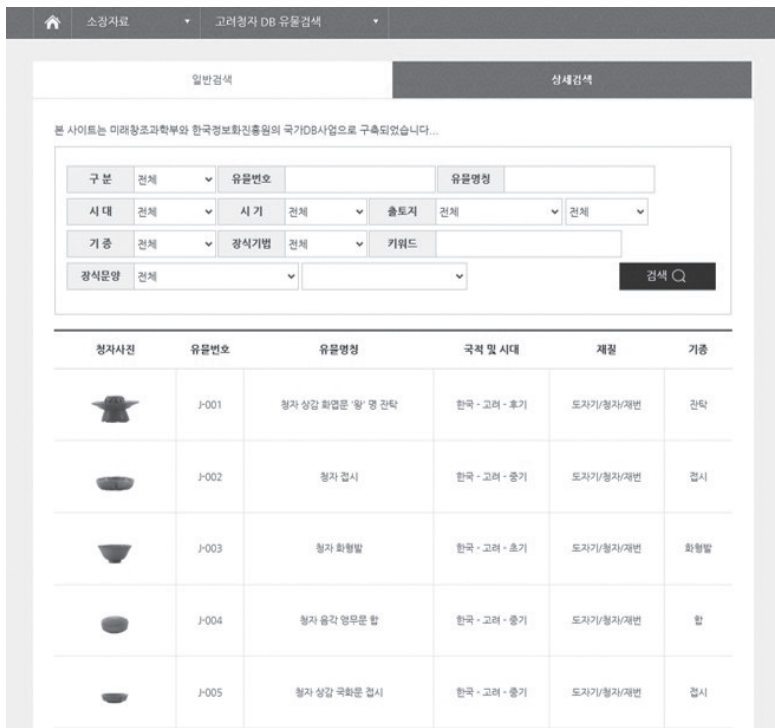 소장자료 고려청자 DB 유물검색
일반검색 상세검색
본 사이트는 미래창조과학부와 한국정보화진흥원의 국가DB사업으로 구축되었습니다...
구 분 전체 유물번호 유물명칭
시 대 전체 시 기 전체 출토지 전체 전체
기 종 전체 장식기법 전체 키워드
장식문양 전체 검색
청자사진 유물번호 유물명칭 국적 및 시대 재질 기종
J-001 청자 상감 화엽문 '왕' 명 잔탁 한국 - 고려 - 후기 도자기/청자/재번 잔탁
J-002 청자 접시 한국 - 고려 - 중기 도자기/청자/재번 접시
J-003 청자 화형발 한국 - 고려 - 초기 도자기/청자/재번 화형발
J-004 청자 음각 앵무문 합 한국 - 고려 - 중기 도자기/청자/재번 합
J-005 청자 상감 국화문 접시 한국 - 고려 - 중기 도자기/청자/재번 접시